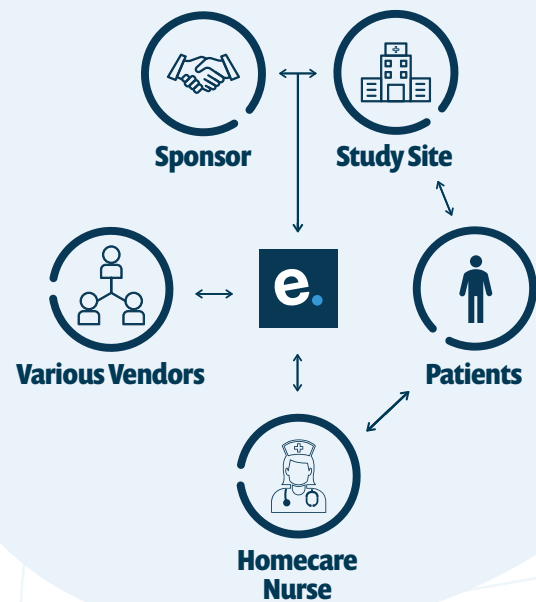 Sponsor
Study Site
e.
Various Vendors
Patients
Homecare
Nurse